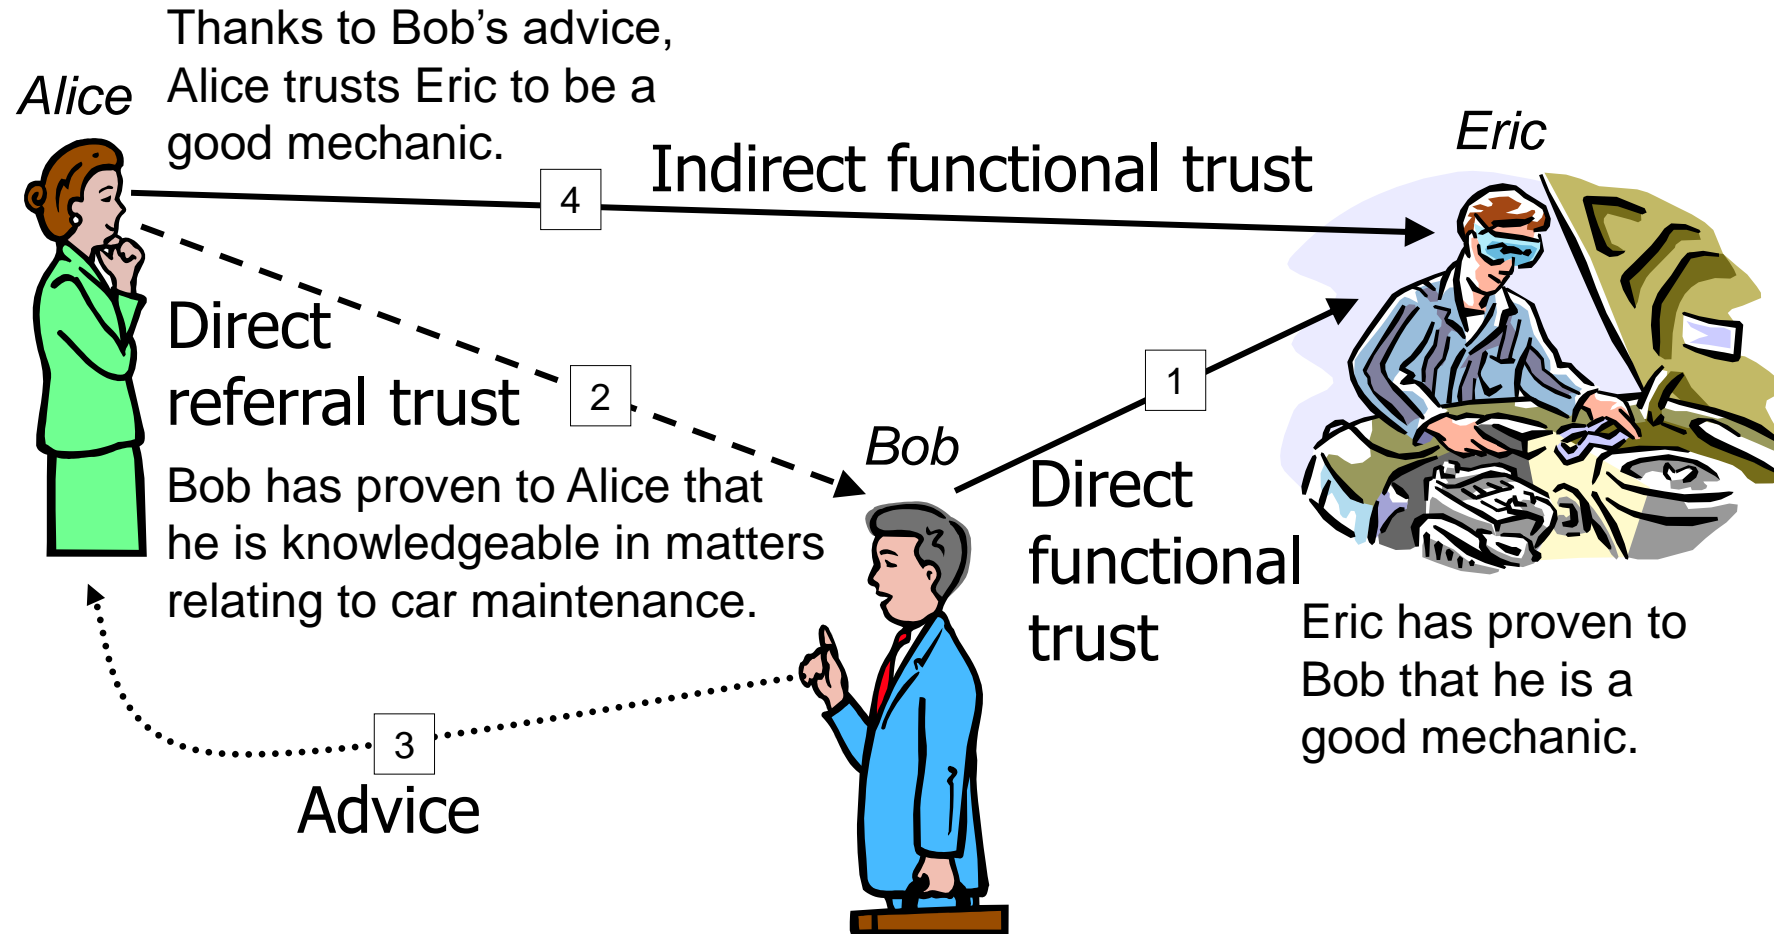 Thanks to Bob’s advice,
Alice trusts Eric to be a
good mechanic.
Alice
Eric
Indirect functional trust
4
Direct
referral trust
2
1
Bob
Bob has proven to Alice that
he is knowledgeable in matters
relating to car maintenance.
Direct
functional
trust
Eric has proven to
Bob that he is a
good mechanic.
3
Advice